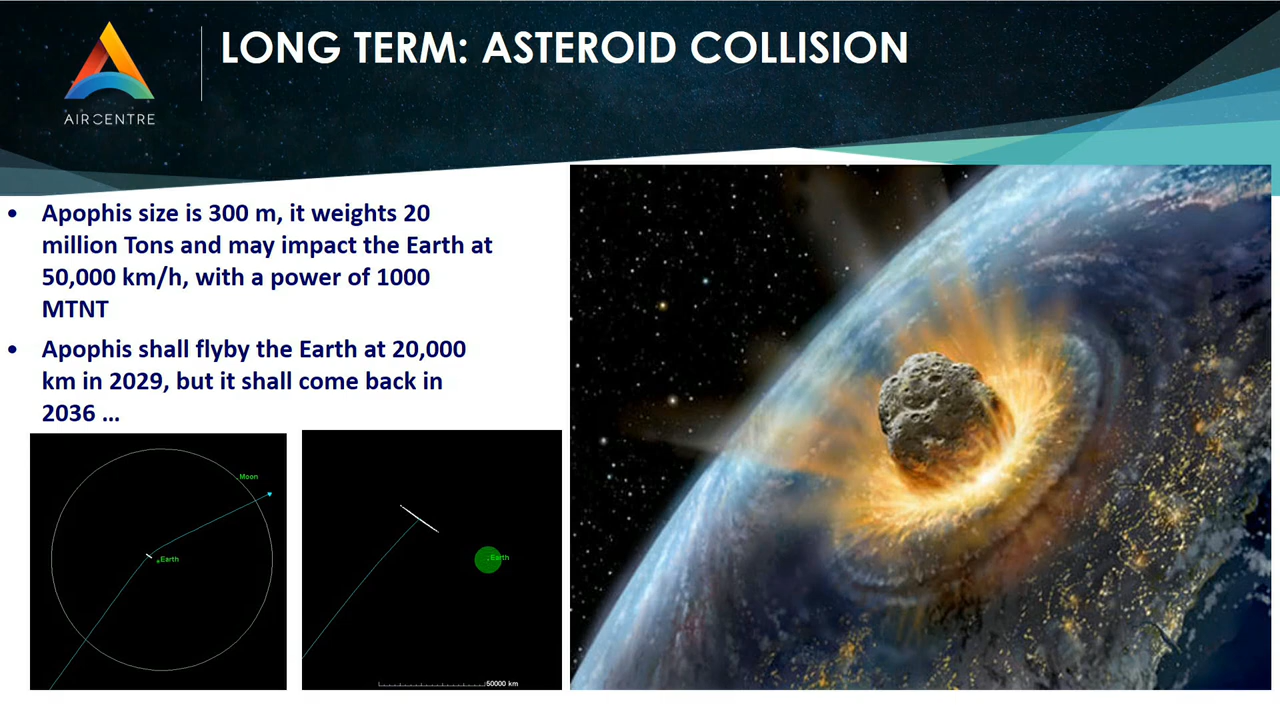 LONG TERM: ASTEROID COLLISION
AIRCENTRE
• Apophis size is 300 m, it weights 20
million Tons and may impact the Earth at
50,000 km/h, with a power of 1000
MTNT
• Apophis shall flyby the Earth at 20,000
km in 2029, but it shall come back in
2036 ...
Moon
Earth
Earth
50000 km